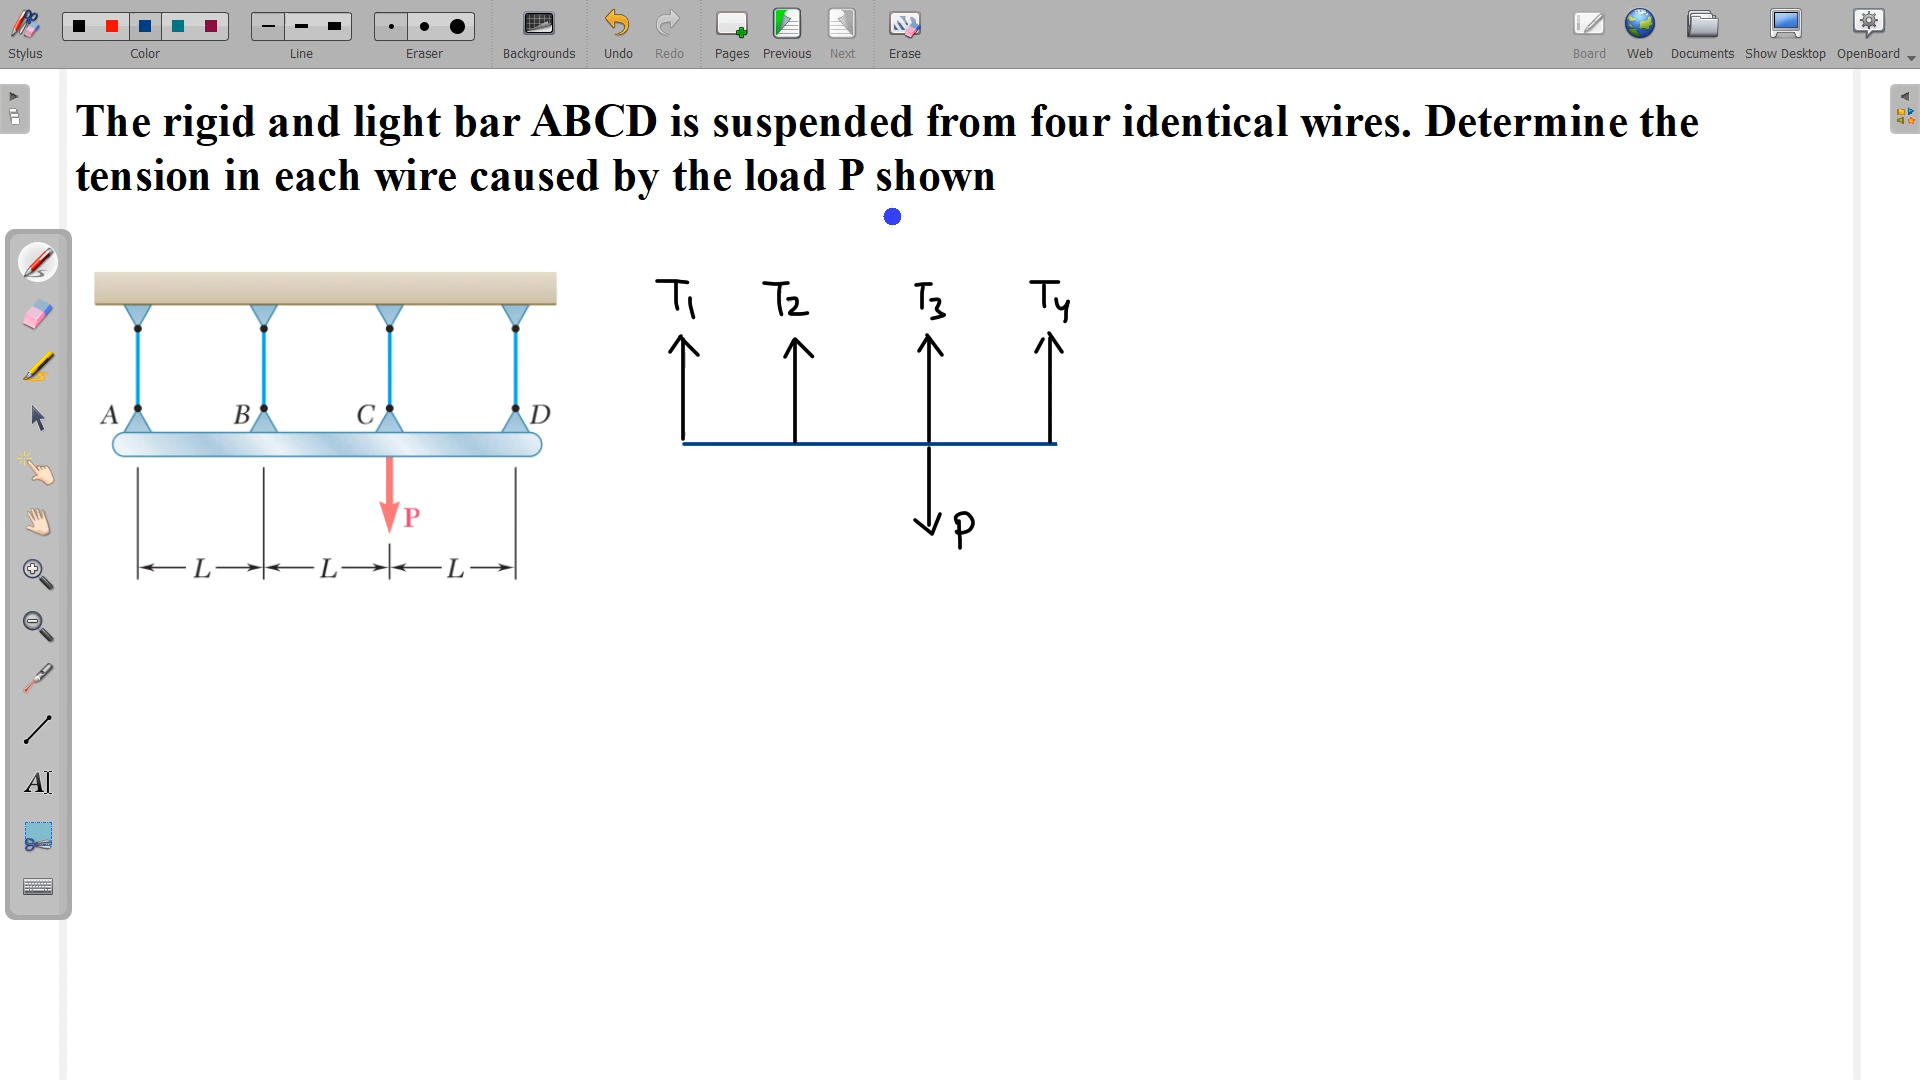 Stylus
Color
Line
Eraser
Backgrounds
Undo
Redo
Pages
Previous
Next
Erase
Board
Web
Documents
Show Desktop
OpenBoard
The rigid and light bar ABCD is suspended from four identical wires. Determine the
tension in each wire caused by the load P shown
T1 T2 T3 T4
A B C D
P
P
L L L
AI